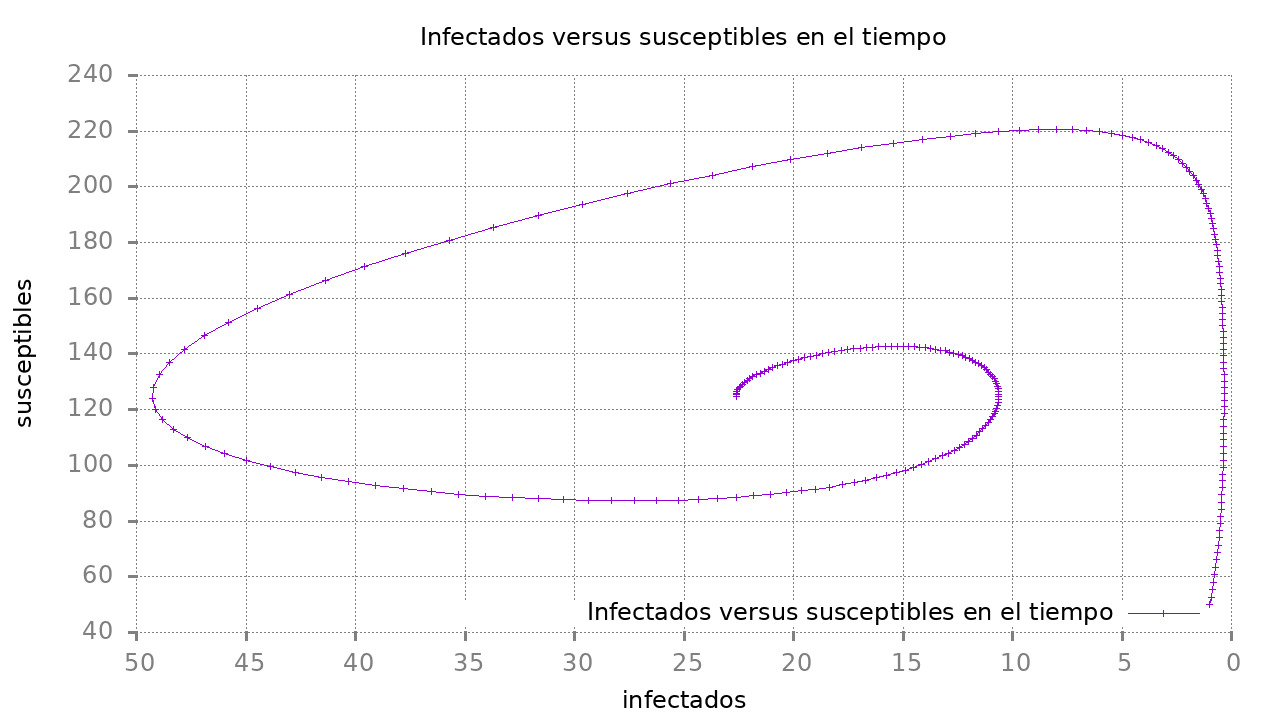 Infectados versus susceptibles en el tiempo
240
220
200
180
160
140
120
100
80
60
40
susceptibles
Infectados versus susceptibles en el tiempo
50 45 40 35 30 25 20 15 10 5 0
infectados